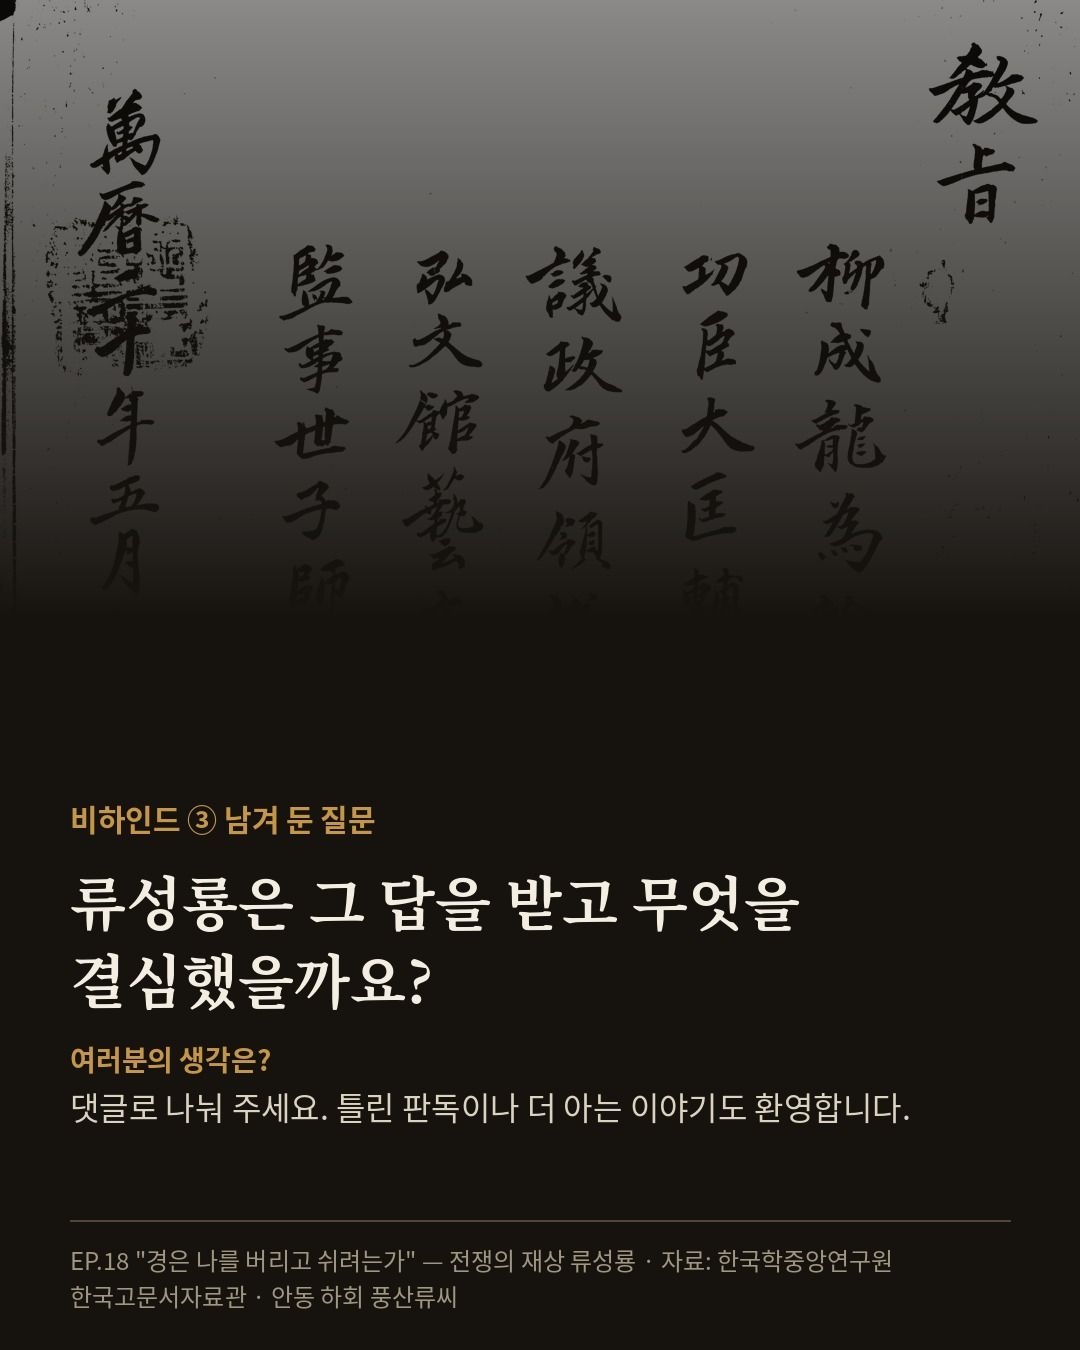 教旨
柳成龍為
功臣大匡輔
議政府領
弘文館藝
監事世子師
萬曆二十年五月
비하인드 ③ 남겨 둔 질문
류성룡은 그 답을 받고 무엇을
결심했을까요?
여러분의 생각은?
댓글로 나눠 주세요. 틀린 판독이나 더 아는 이야기도 환영합니다.
EP.18 "경은 나를 버리고 쉬려는가" — 전쟁의 재상 류성룡 · 자료: 한국학중앙연구원
한국고문서자료관 · 안동 하회 풍산류씨